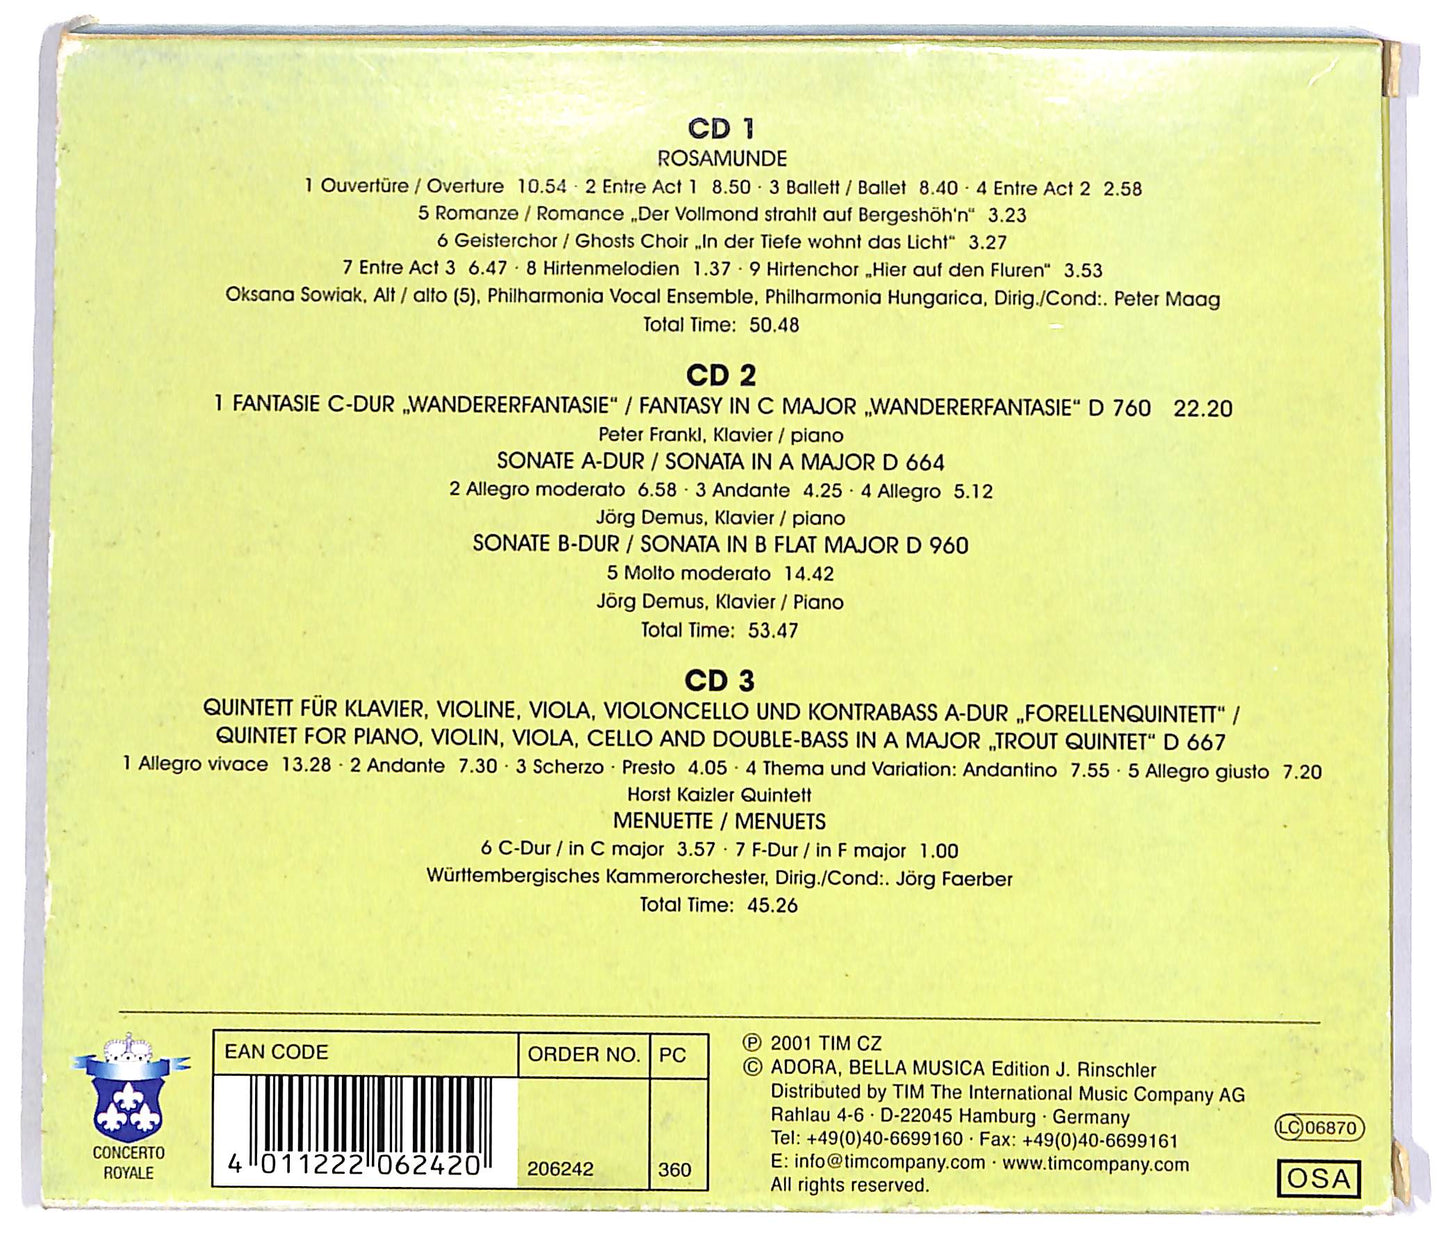 CD 1
ROSAMUNDE
1 Ouvertüre / Overture 10.54 · 2 Entre Act 1 8.50 · 3 Ballett / Ballet 8.40 · 4 Entre Act 2 2.58
5 Romanze / Romance „Der Vollmond strahlt auf Bergeshöh'n“ 3.23
6 Geisterchor / Ghosts Choir „In der Tiefe wohnt das Licht“ 3.27
7 Entre Act 3 6.47 · 8 Hirtenmelodien 1.37 · 9 Hirtenchor „Hier auf den Fluren“ 3.53
Oksana Sowiak, Alt / alto (5), Philharmonia Vocal Ensemble, Philharmonia Hungarica, Dirig./Cond:. Peter Maag
Total Time: 50.48
CD 2
1 FANTASIE C-DUR „WANDERERFANTASIE“ / FANTASY IN C MAJOR „WANDERERFANTASIE“ D 760 22.20
Peter Frankl, Klavier / piano
SONATE A-DUR / SONATA IN A MAJOR D 664
2 Allegro moderato 6.58 · 3 Andante 4.25 · 4 Allegro 5.12
Jörg Demus, Klavier / piano
SONATE B-DUR / SONATA IN B FLAT MAJOR D 960
5 Molto moderato 14.42
Jörg Demus, Klavier / Piano
Total Time: 53.47
CD 3
QUINTETT FÜR KLAVIER, VIOLINE, VIOLA, VIOLONCELLO UND KONTRABASS A-DUR „FORELLENQUINTETT“ /
QUINTET FOR PIANO, VIOLIN, VIOLA, CELLO AND DOUBLE-BASS IN A MAJOR „TROUT QUINTET“ D 667
1 Allegro vivace 13.28 · 2 Andante 7.30 · 3 Scherzo · Presto 4.05 · 4 Thema und Variation: Andantino 7.55 · 5 Allegro giusto 7.20
Horst Kaizler Quintett
MENUETTE / MENUETS
6 C-Dur / in C major 3.57 · 7 F-Dur / in F major 1.00
Württembergisches Kammerorchester, Dirig./Cond:. Jörg Faerber
Total Time: 45.26
CONCERTO
ROYALE
EAN CODE
4 011222 062420
ORDER NO.
206242
PC
360
℗ 2001 TIM CZ
© ADORA, BELLA MUSICA Edition J. Rinschler
Distributed by TIM The International Music Company AG
Rahlau 4-6 · D-22045 Hamburg · Germany
Tel: +49(0)40-6699160 · Fax: +49(0)40-6699161
E: info@timcompany.com · www.timcompany.com
All rights reserved.
LC 06870
OSA